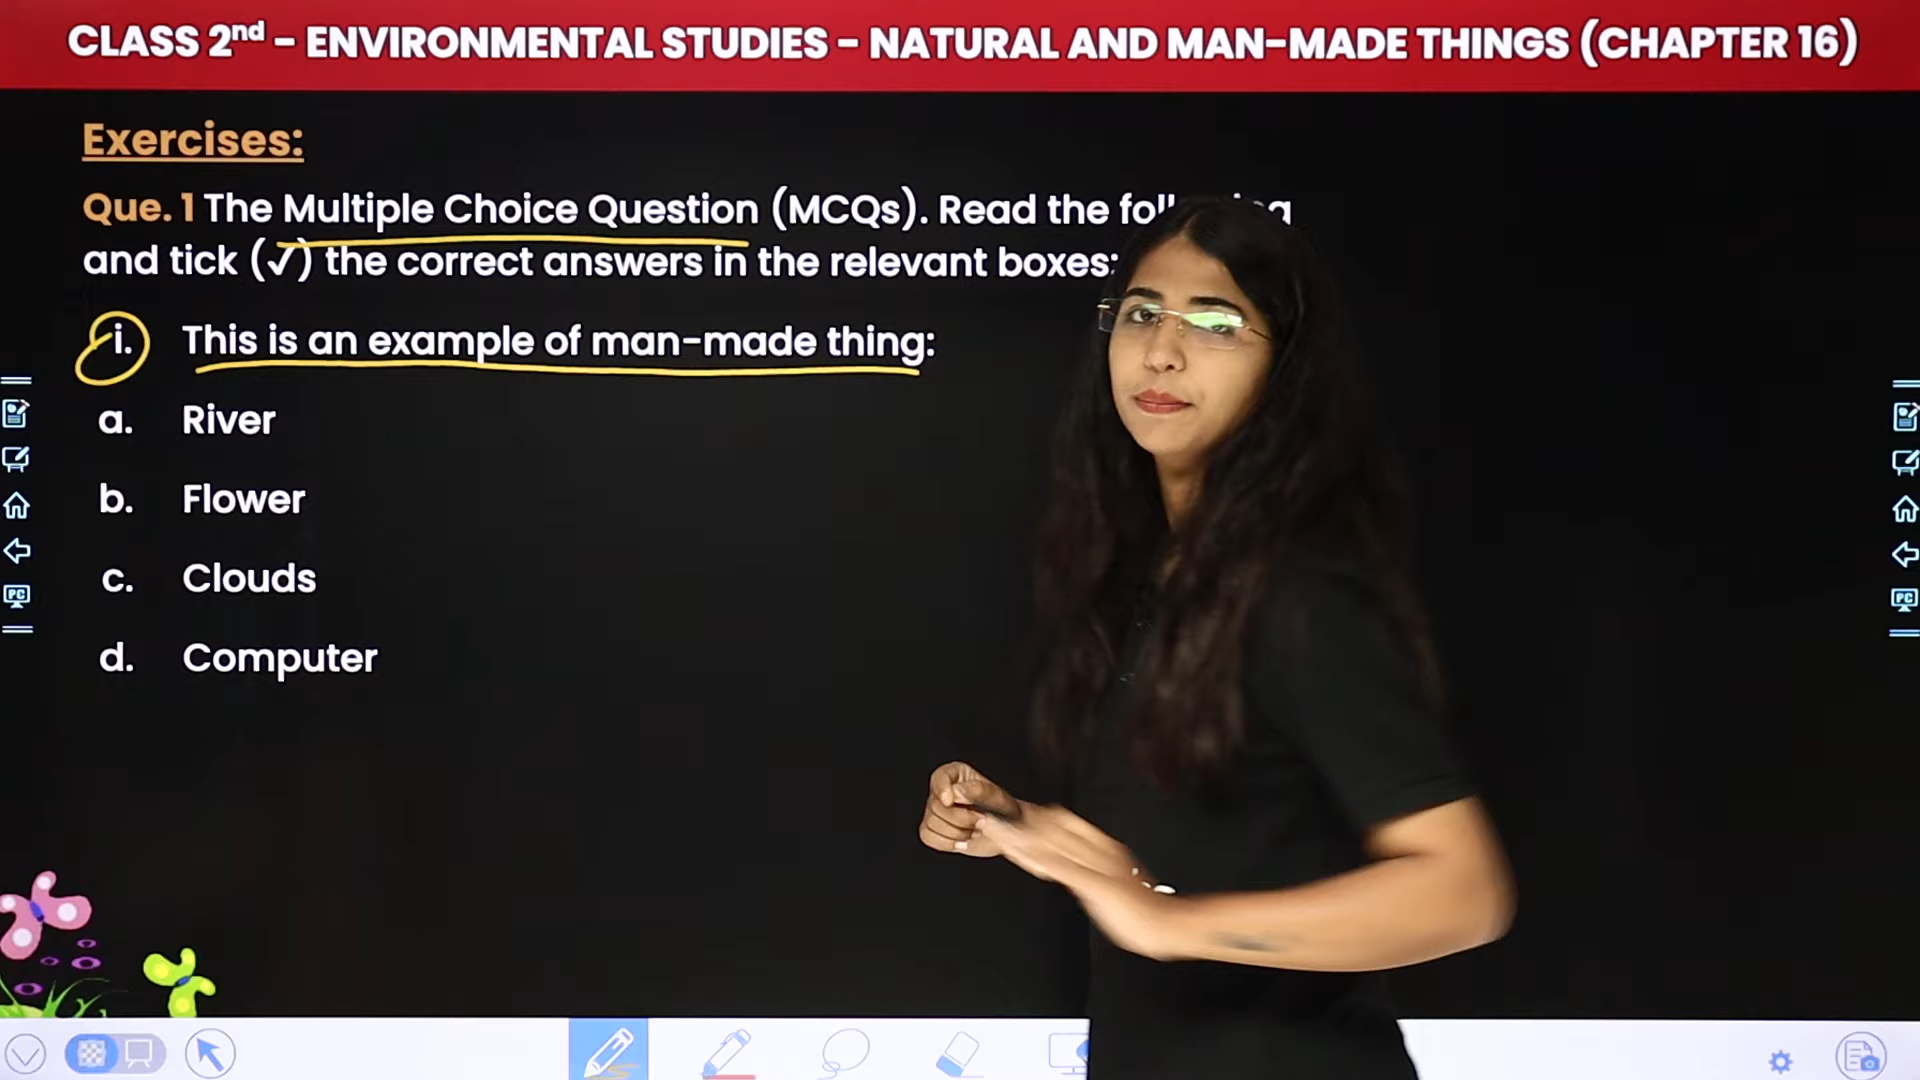 CLASS 2nd - ENVIRONMENTAL STUDIES - NATURAL AND MAN-MADE THINGS (CHAPTER 16)
Exercises:
Que. 1 The Multiple Choice Question (MCQs). Read the
and tick (✓) the correct answers in the relevant boxes:
i. This is an example of man-made thing:
a. River
b. Flower
c. Clouds
d. Computer
PC
PC